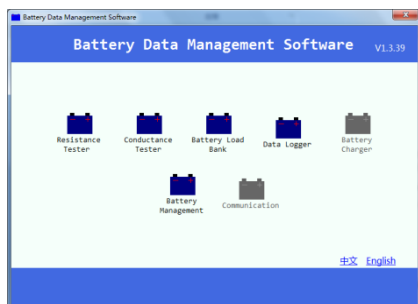 Battery Data Management Software
Battery Data Management Software V1.3.39
Resistance Tester
Conductance Tester
Battery Load Bank
Data Logger
Battery Charger
Battery Management
Communication
中文 English